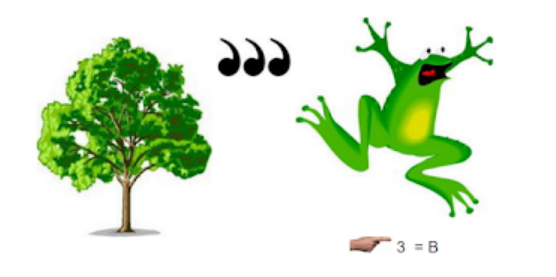 ,,,
3 = B